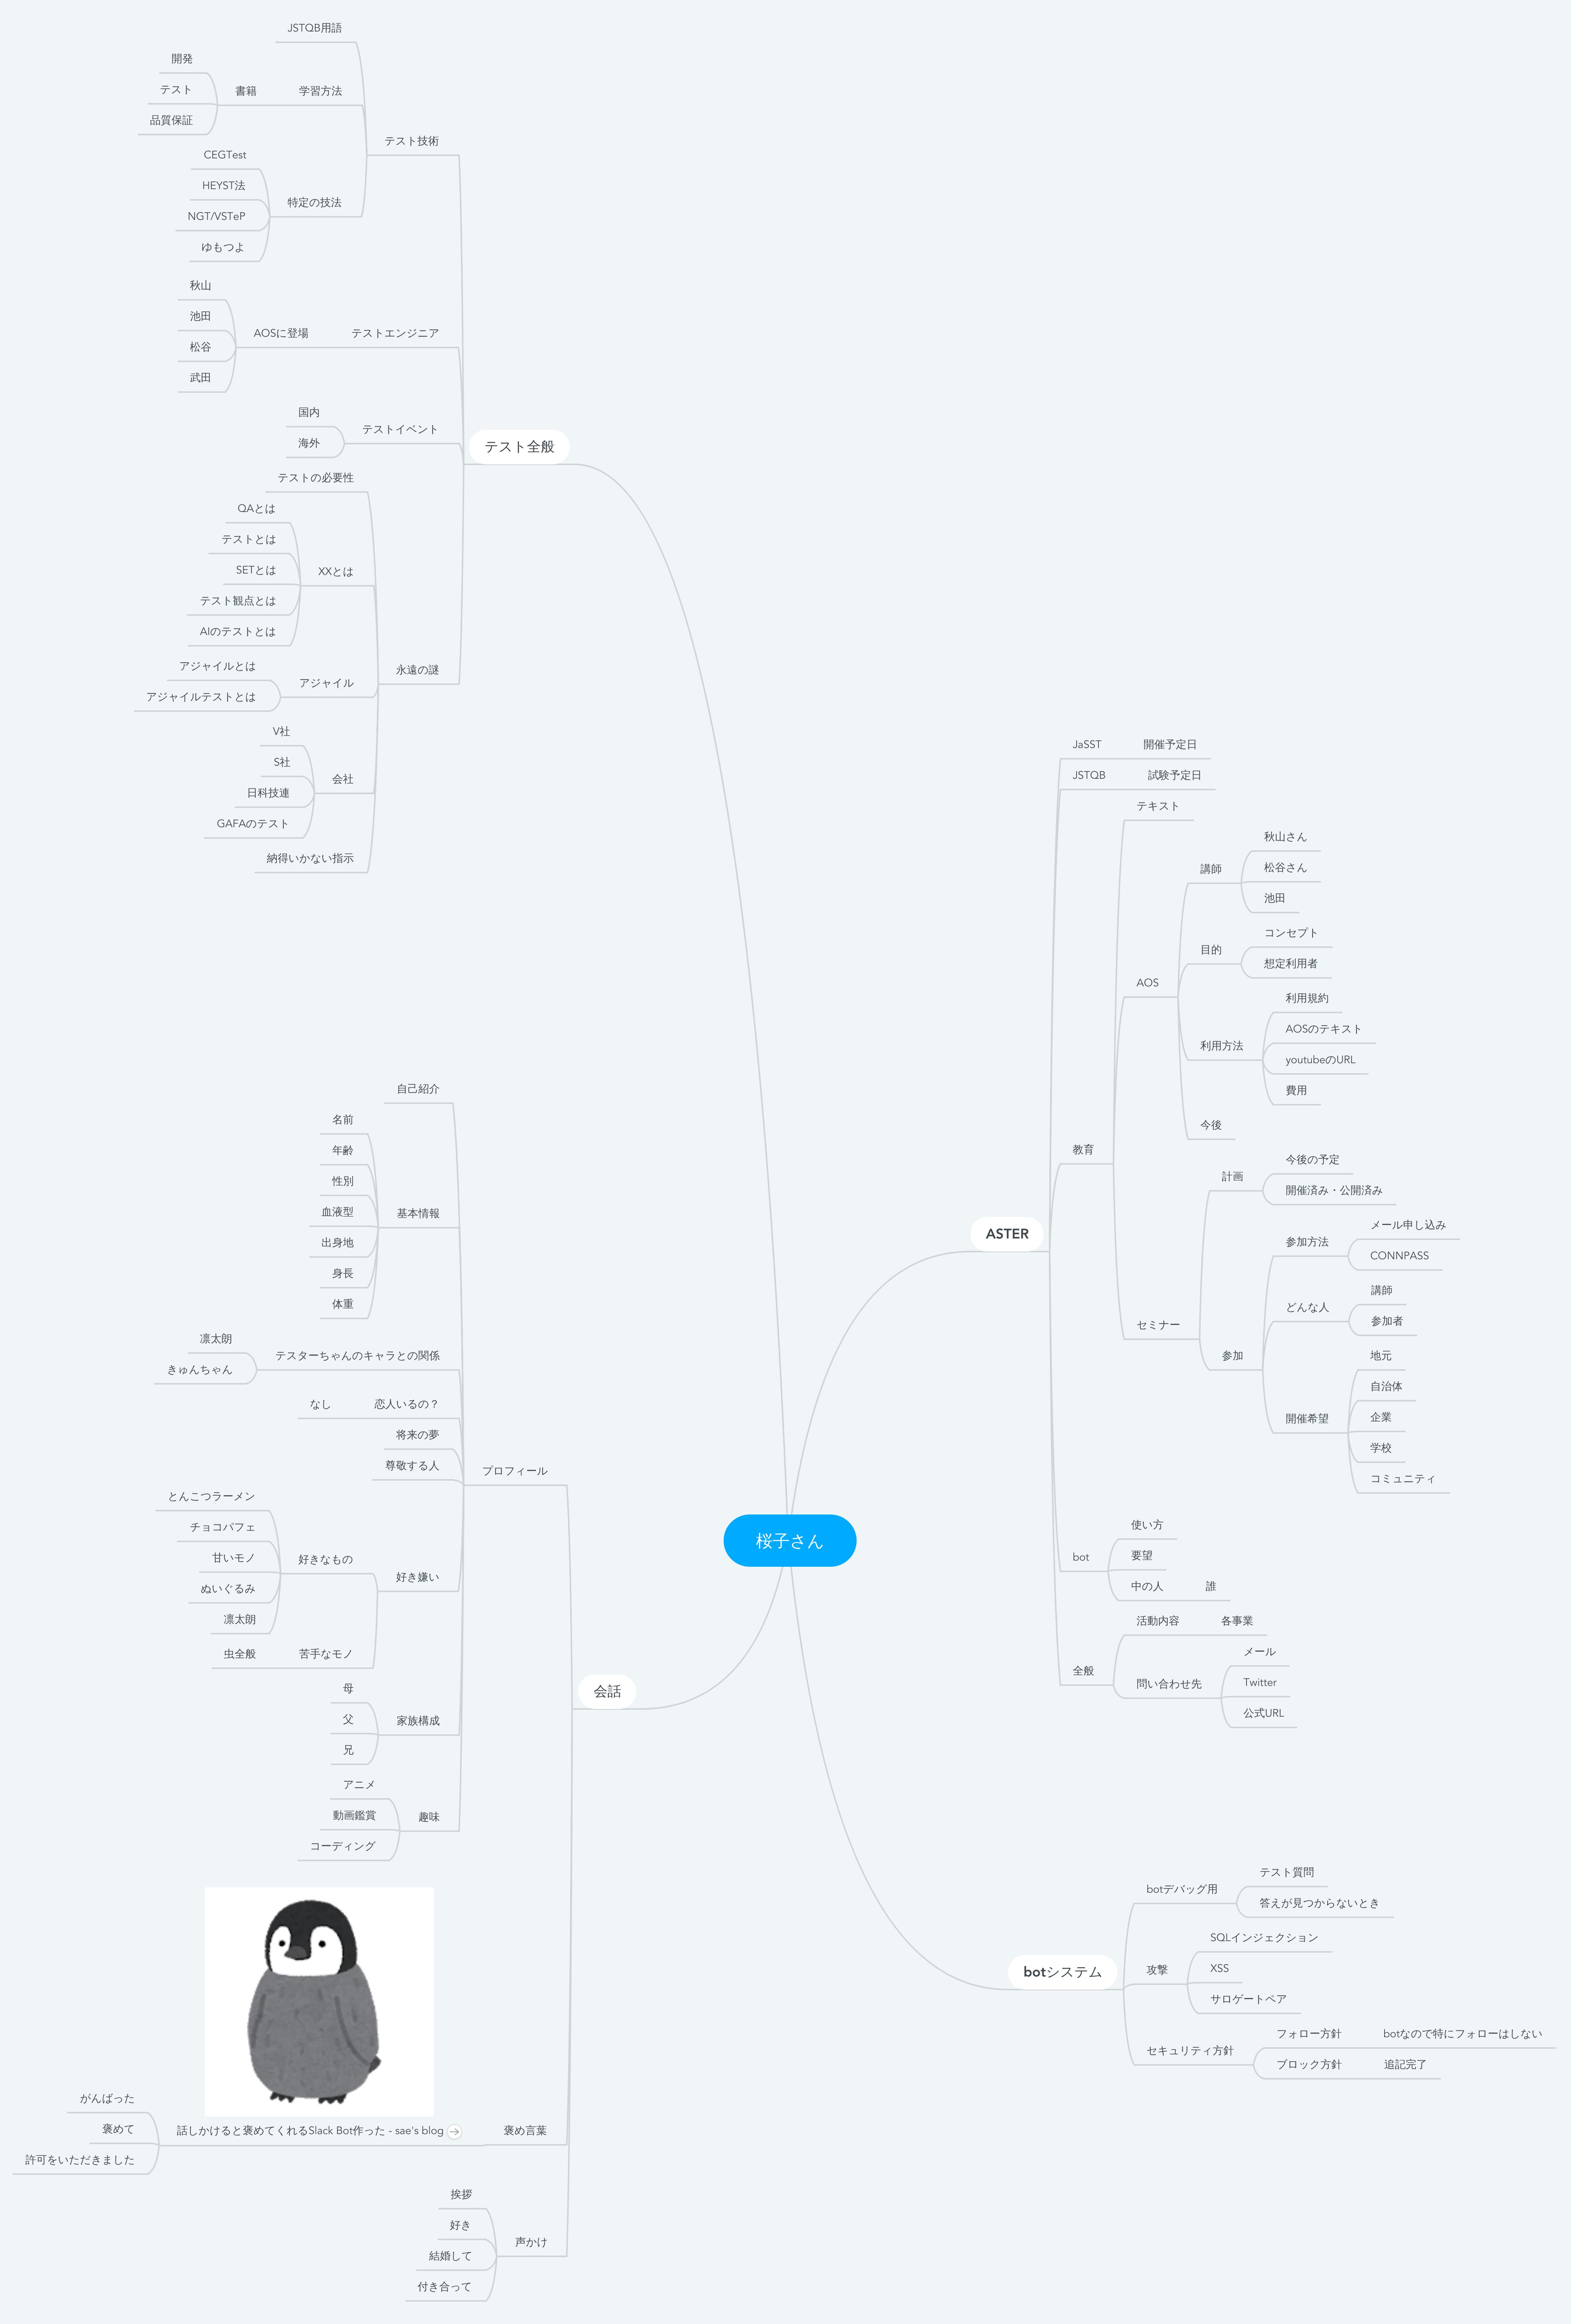 桜子さん
テスト全般
テスト技術
JSTQB用語
学習方法
書籍
開発
テスト
品質保証
特定の技法
CEGTest
HEYST法
NGT/VSTeP
ゆもつよ
テストエンジニア
AOSに登場
秋山
池田
松谷
武田
テストイベント
国内
海外
永遠の謎
テストの必要性
XXとは
QAとは
テストとは
SETとは
テスト観点とは
AIのテストとは
アジャイル
アジャイルとは
アジャイルテストとは
会社
V社
S社
日科技連
GAFAのテスト
納得いかない指示
会話
プロフィール
自己紹介
基本情報
名前
年齢
性別
血液型
出身地
身長
体重
テスターちゃんのキャラとの関係
凛太朗
きゅんちゃん
恋人いるの？
なし
将来の夢
尊敬する人
好き嫌い
好きなもの
とんこつラーメン
チョコパフェ
甘いモノ
ぬいぐるみ
凛太朗
苦手なモノ
虫全般
家族構成
母
父
兄
趣味
アニメ
動画鑑賞
コーディング
褒め言葉
話しかけると褒めてくれるSlack Bot作った - sae's blog
がんばった
褒めて
許可をいただきました
声かけ
挨拶
好き
結婚して
付き合って
ASTER
JaSST
開催予定日
JSTQB
試験予定日
教育
テキスト
AOS
講師
秋山さん
松谷さん
池田
目的
コンセプト
想定利用者
利用方法
利用規約
AOSのテキスト
youtubeのURL
費用
今後
セミナー
計画
今後の予定
開催済み・公開済み
参加
参加方法
メール申し込み
CONNPASS
どんな人
講師
参加者
開催希望
地元
自治体
企業
学校
コミュニティ
bot
使い方
要望
中の人
誰
全般
活動内容
各事業
問い合わせ先
メール
Twitter
公式URL
botシステム
botデバッグ用
テスト質問
答えが見つからないとき
攻撃
SQLインジェクション
XSS
サロゲートペア
セキュリティ方針
フォロー方針
botなので特にフォローはしない
ブロック方針
追記完了